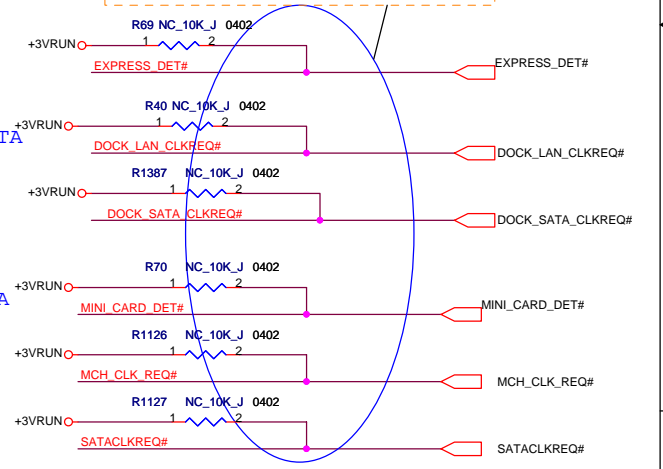 R69 NC_10K_J 0402
+3VRUN 1 2
EXPRESS_DET# EXPRESS_DET#
R40 NC_10K_J 0402
+3VRUN 1 2
TA
DOCK_LAN_CLKREQ# DOCK_LAN_CLKREQ#
R1387 NC_10K_J 0402
+3VRUN 1 2
DOCK_SATA_CLKREQ# DOCK_SATA_CLKREQ#
R70 NC_10K_J 0402
+3VRUN 1 2
A
MINI_CARD_DET# MINI_CARD_DET#
R1126 NC_10K_J 0402
+3VRUN 1 2
MCH_CLK_REQ# MCH_CLK_REQ#
R1127 NC_10K_J 0402
+3VRUN 1 2
SATACLKREQ# SATACLKREQ#